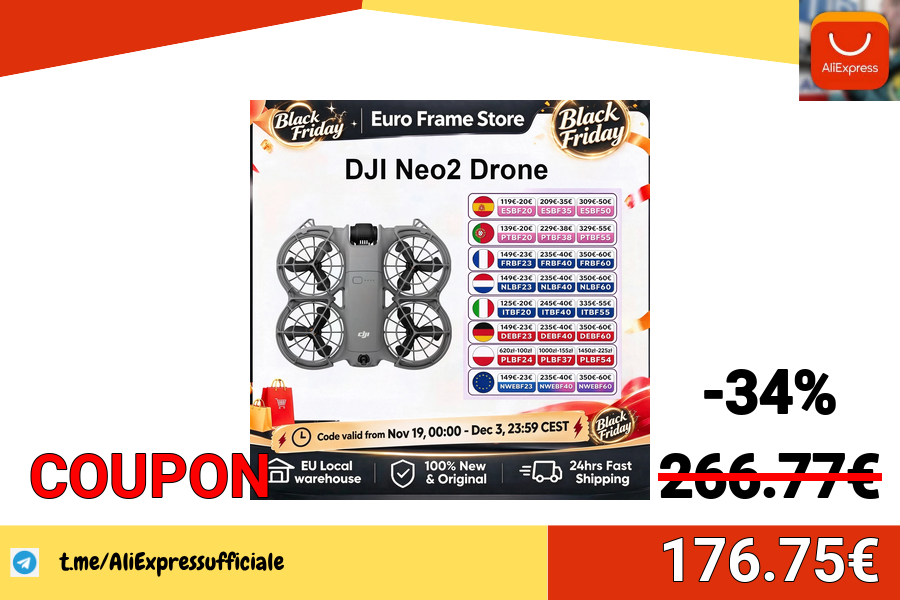 AliExpress
Black Friday
Euro Frame Store
Black Friday
DJI Neo2 Drone
119€-20€ 209€-35€ 309€-50€
ESBF20 ESBF35 ESBF50
139€-20€ 229€-38€ 329€-55€
PTBF20 PTBF38 PTBF55
149€-23€ 235€-40€ 350€-60€
FRBF23 FRBF40 FRBF60
149€-23€ 235€-40€ 350€-60€
NLBF23 NLBF40 NLBF60
125€-20€ 245€-40€ 335€-55€
ITBF20 ITBF40 ITBF55
149€-23€ 235€-40€ 350€-60€
DEBF23 DEBF40 DEBF60
620zł-100zł 1000zł-155zł 1450zł-225zł
PLBF24 PLBF37 PLBF54
149€-23€ 235€-40€ 350€-60€
NWEBF23 NWEBF40 NWEBF60
dji
Code valid from Nov 19, 00:00 - Dec 3, 23:59 CEST
Black Friday
-34%
COUPON
EU Local warehouse
100% New & Original
24hrs Fast Shipping
266.77€
t.me/AliExpressufficiale
176.75€